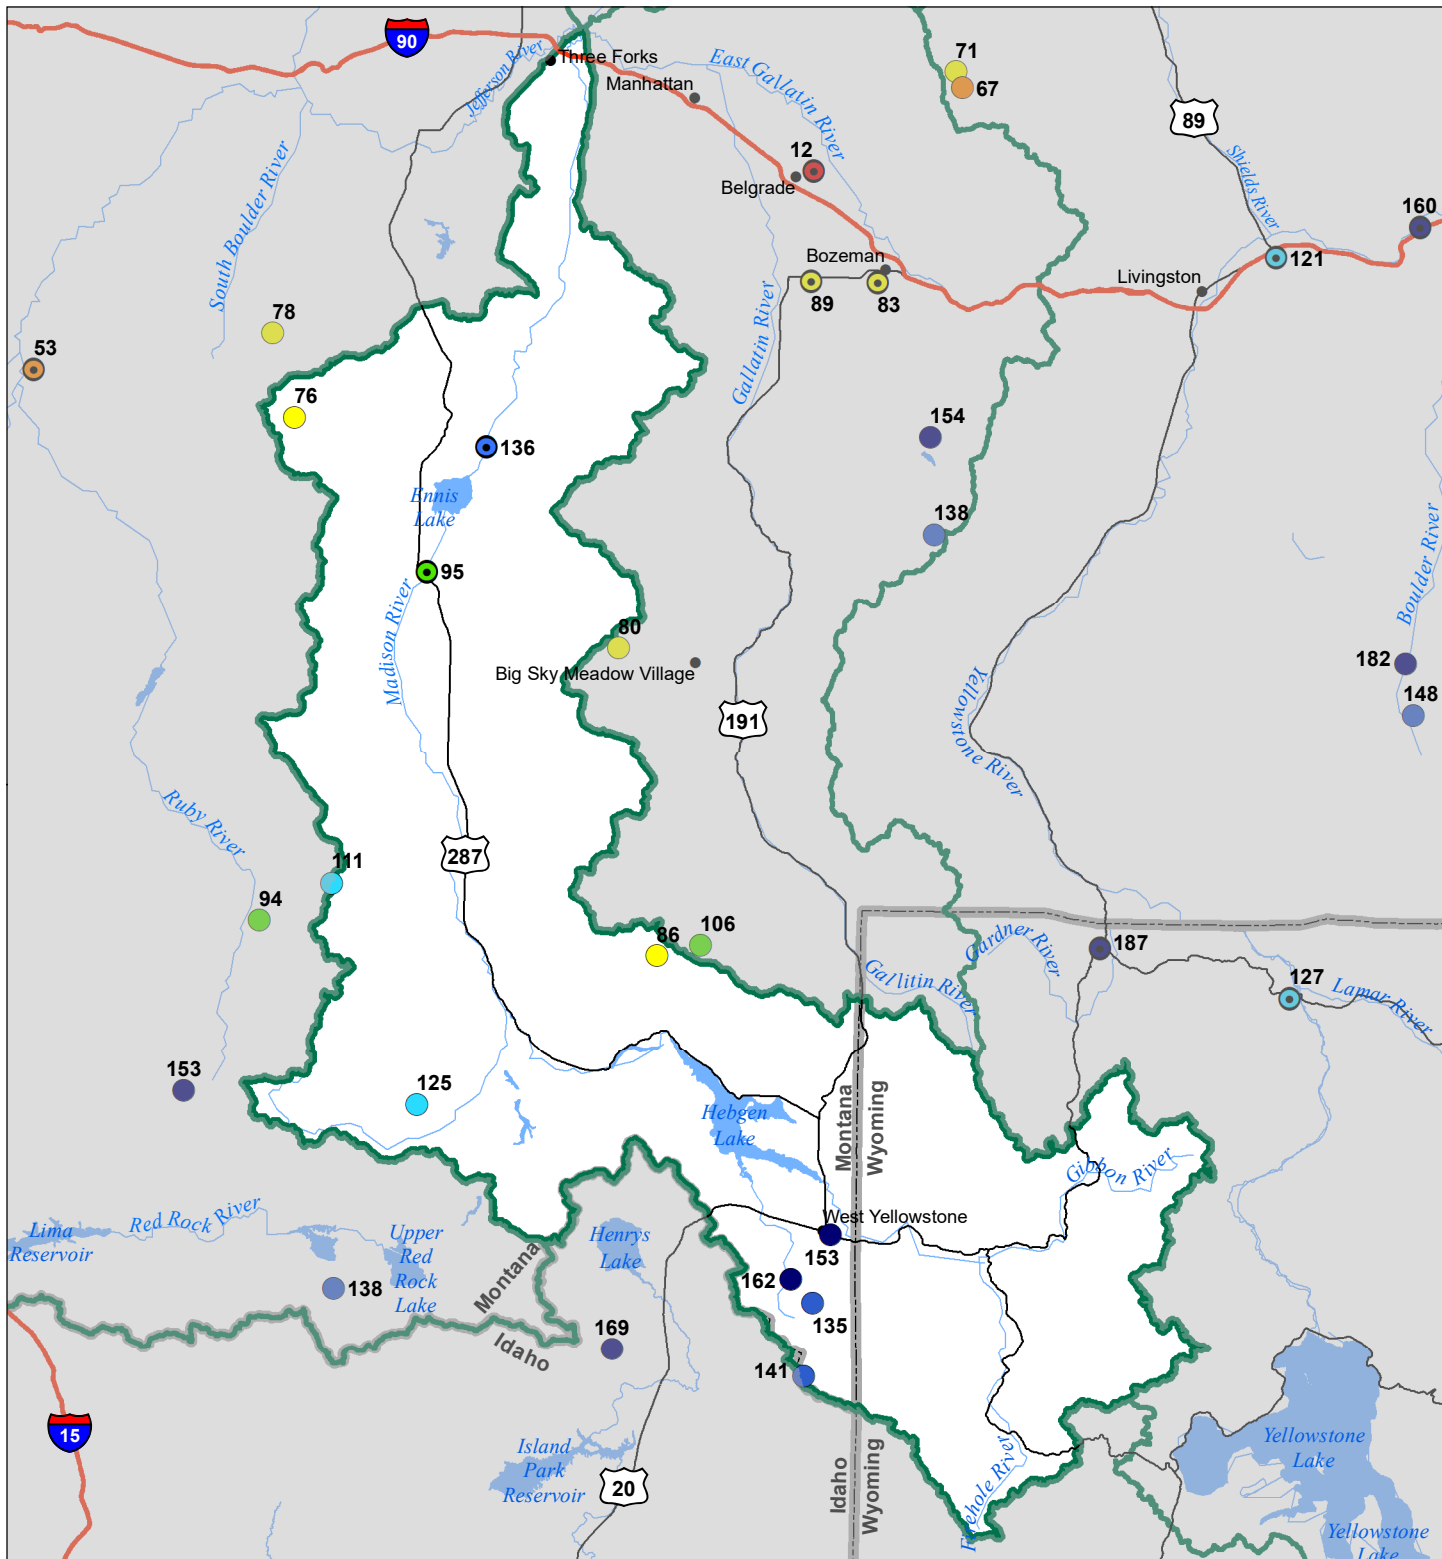 90
Three Forks
Jefferson River
Manhattan
East Gallatin River
71
67
89
12
Belgrade
Shields River
South Boulder River
160
Bozeman
121
Livingston
89
83
Gallatin River
78
53
76
154
136
Ennis
Lake
138
Boulder River
95
Madison River
80
Big Sky Meadow Village
182
148
191
Yellowstone River
Ruby River
287
111
94
106
86
Gardner River
187
Gallitin River
127
Lamar River
153
125
Hebgen
Lake
Montana
Wyoming
Gibbon River
Red Rock River
Lima
Reservoir
Upper
Red
Rock
Lake
Henrys
Lake
West Yellowstone
153
162
135
138
Montana
Idaho
169
141
15
Island
Park
Reservoir
20
Idaho
Wyoming
Firehole River
Yellowstone
Lake
Yellowstone
Lake